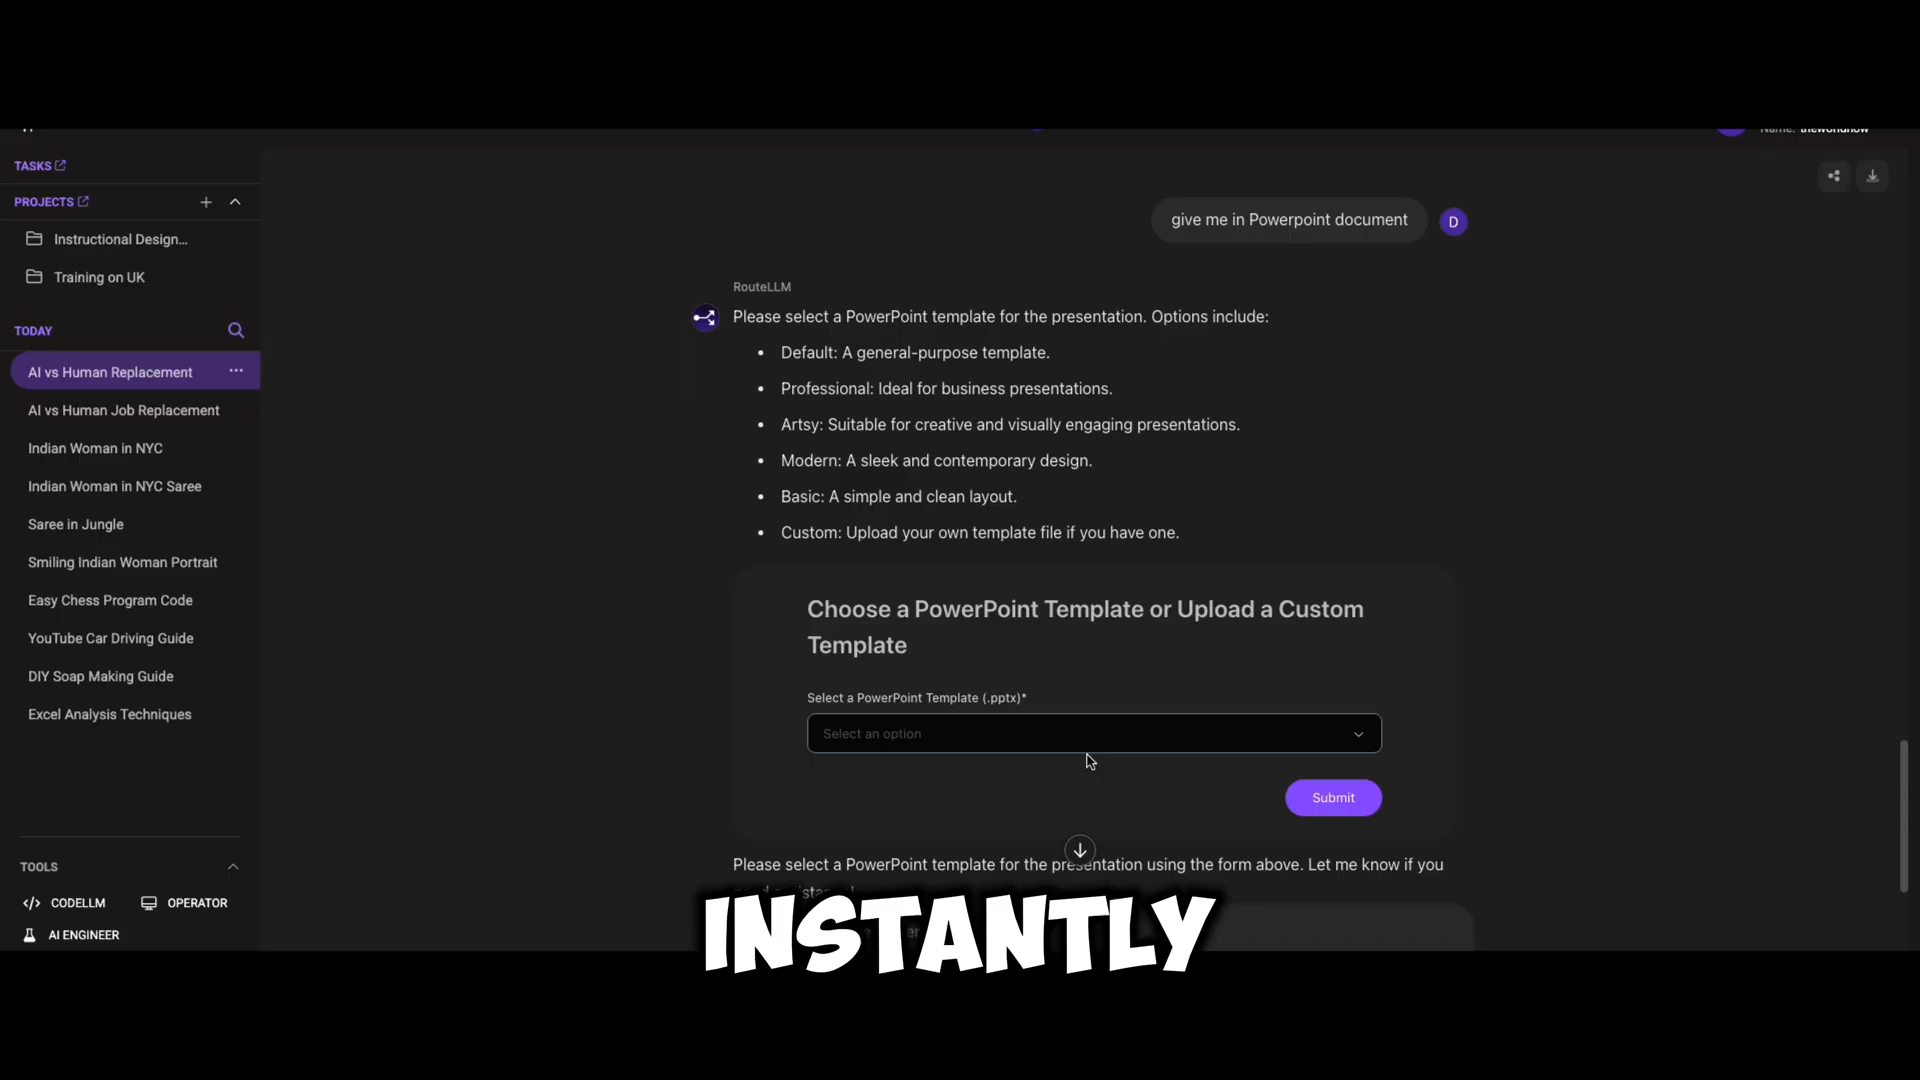 Name: theworldnow
TASKS
PROJECTS
Instructional Design...
Training on UK
TODAY
AI vs Human Replacement
AI vs Human Job Replacement
Indian Woman in NYC
Indian Woman in NYC Saree
Saree in Jungle
Smiling Indian Woman Portrait
Easy Chess Program Code
YouTube Car Driving Guide
DIY Soap Making Guide
Excel Analysis Techniques
TOOLS
CODELLM
OPERATOR
AI ENGINEER
give me in Powerpoint document
D
RouteLLM
Please select a PowerPoint template for the presentation. Options include:
• Default: A general-purpose template.
• Professional: Ideal for business presentations.
• Artsy: Suitable for creative and visually engaging presentations.
• Modern: A sleek and contemporary design.
• Basic: A simple and clean layout.
• Custom: Upload your own template file if you have one.
Choose a PowerPoint Template or Upload a Custom
Template
Select a PowerPoint Template (.pptx)*
Select an option
Submit
Please select a PowerPoint template for the presentation using the form above. Let me know if you
INSTANTLY